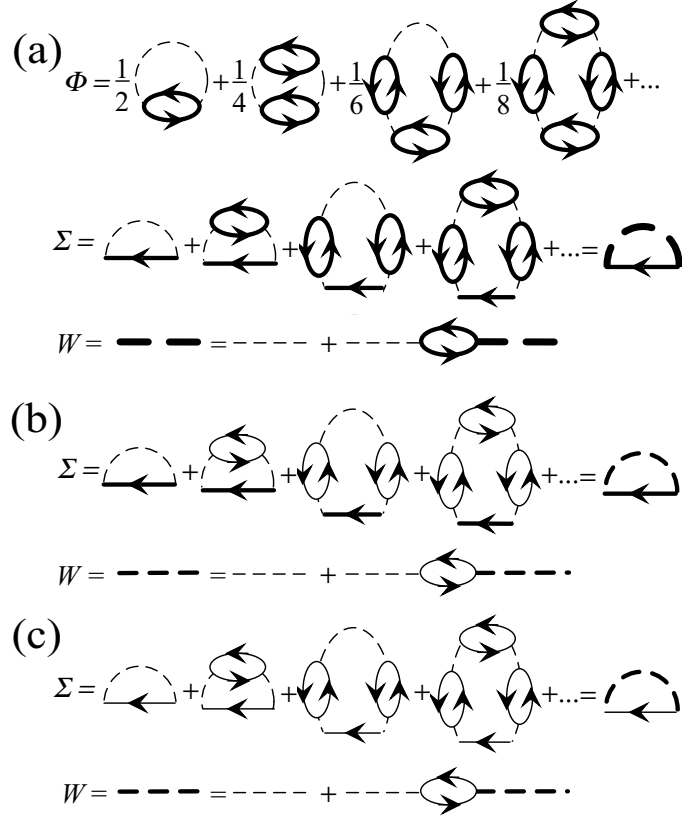 (a)
Φ = 1/2 + 1/4 + 1/6 + 1/8 +...
Σ = + + + +...=
W = = +
(b)
Σ = + + + +...=
W = = +
(c)
Σ = + + + +...=
W = = +